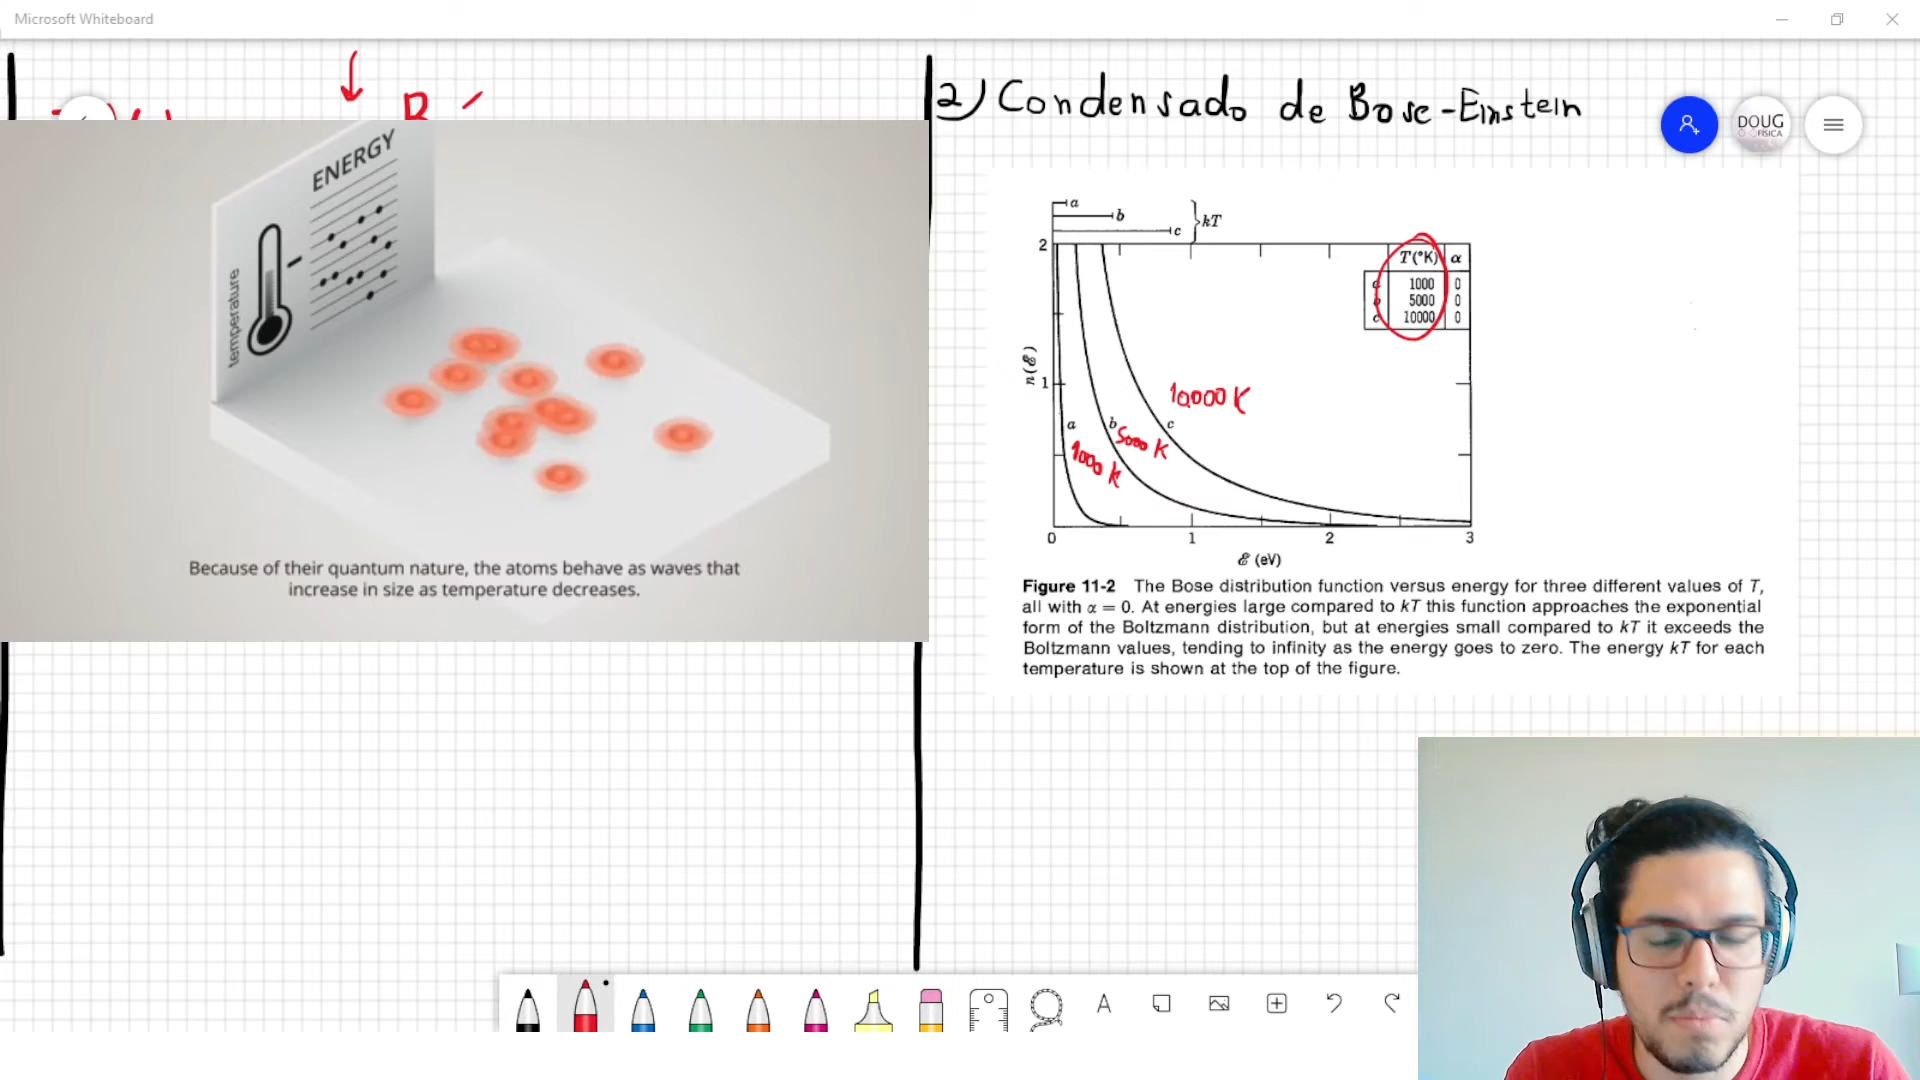 Microsoft Whiteboard
2) Condensado de Bose-Einstein
DOUG
FÍSICA
ENERGY
temperature
Because of their quantum nature, the atoms behave as waves that
increase in size as temperature decreases.
a
b
c
kT
2
1
n(ℰ)
T(°K) α
a 1000 0
b 5000 0
c 10000 0
10000 K
a
b
c
5000 K
1000 K
0 1 2 3
ℰ (eV)
Figure 11-2 The Bose distribution function versus energy for three different values of T,
all with α = 0. At energies large compared to kT this function approaches the exponential
form of the Boltzmann distribution, but at energies small compared to kT it exceeds the
Boltzmann values, tending to infinity as the energy goes to zero. The energy kT for each
temperature is shown at the top of the figure.
A